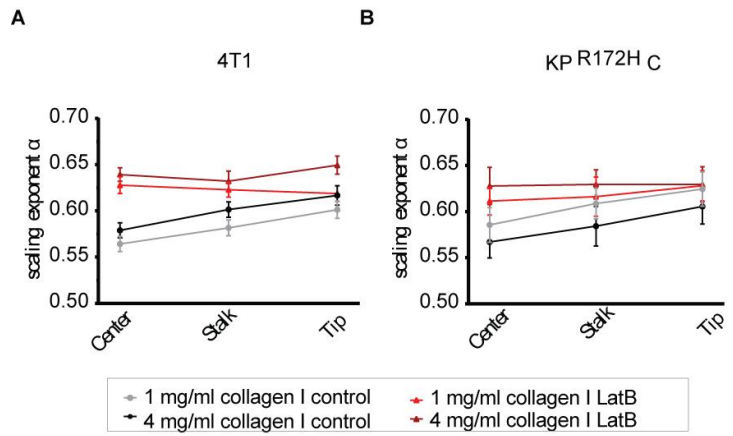 A
B
4T1
KP R172H C
scaling exponent α
0.70
0.65
0.60
0.55
0.50
Center
Stalk
Tip
scaling exponent α
0.70
0.65
0.60
0.55
0.50
Center
Stalk
Tip
1 mg/ml collagen I control
1 mg/ml collagen I LatB
4 mg/ml collagen I control
4 mg/ml collagen I LatB